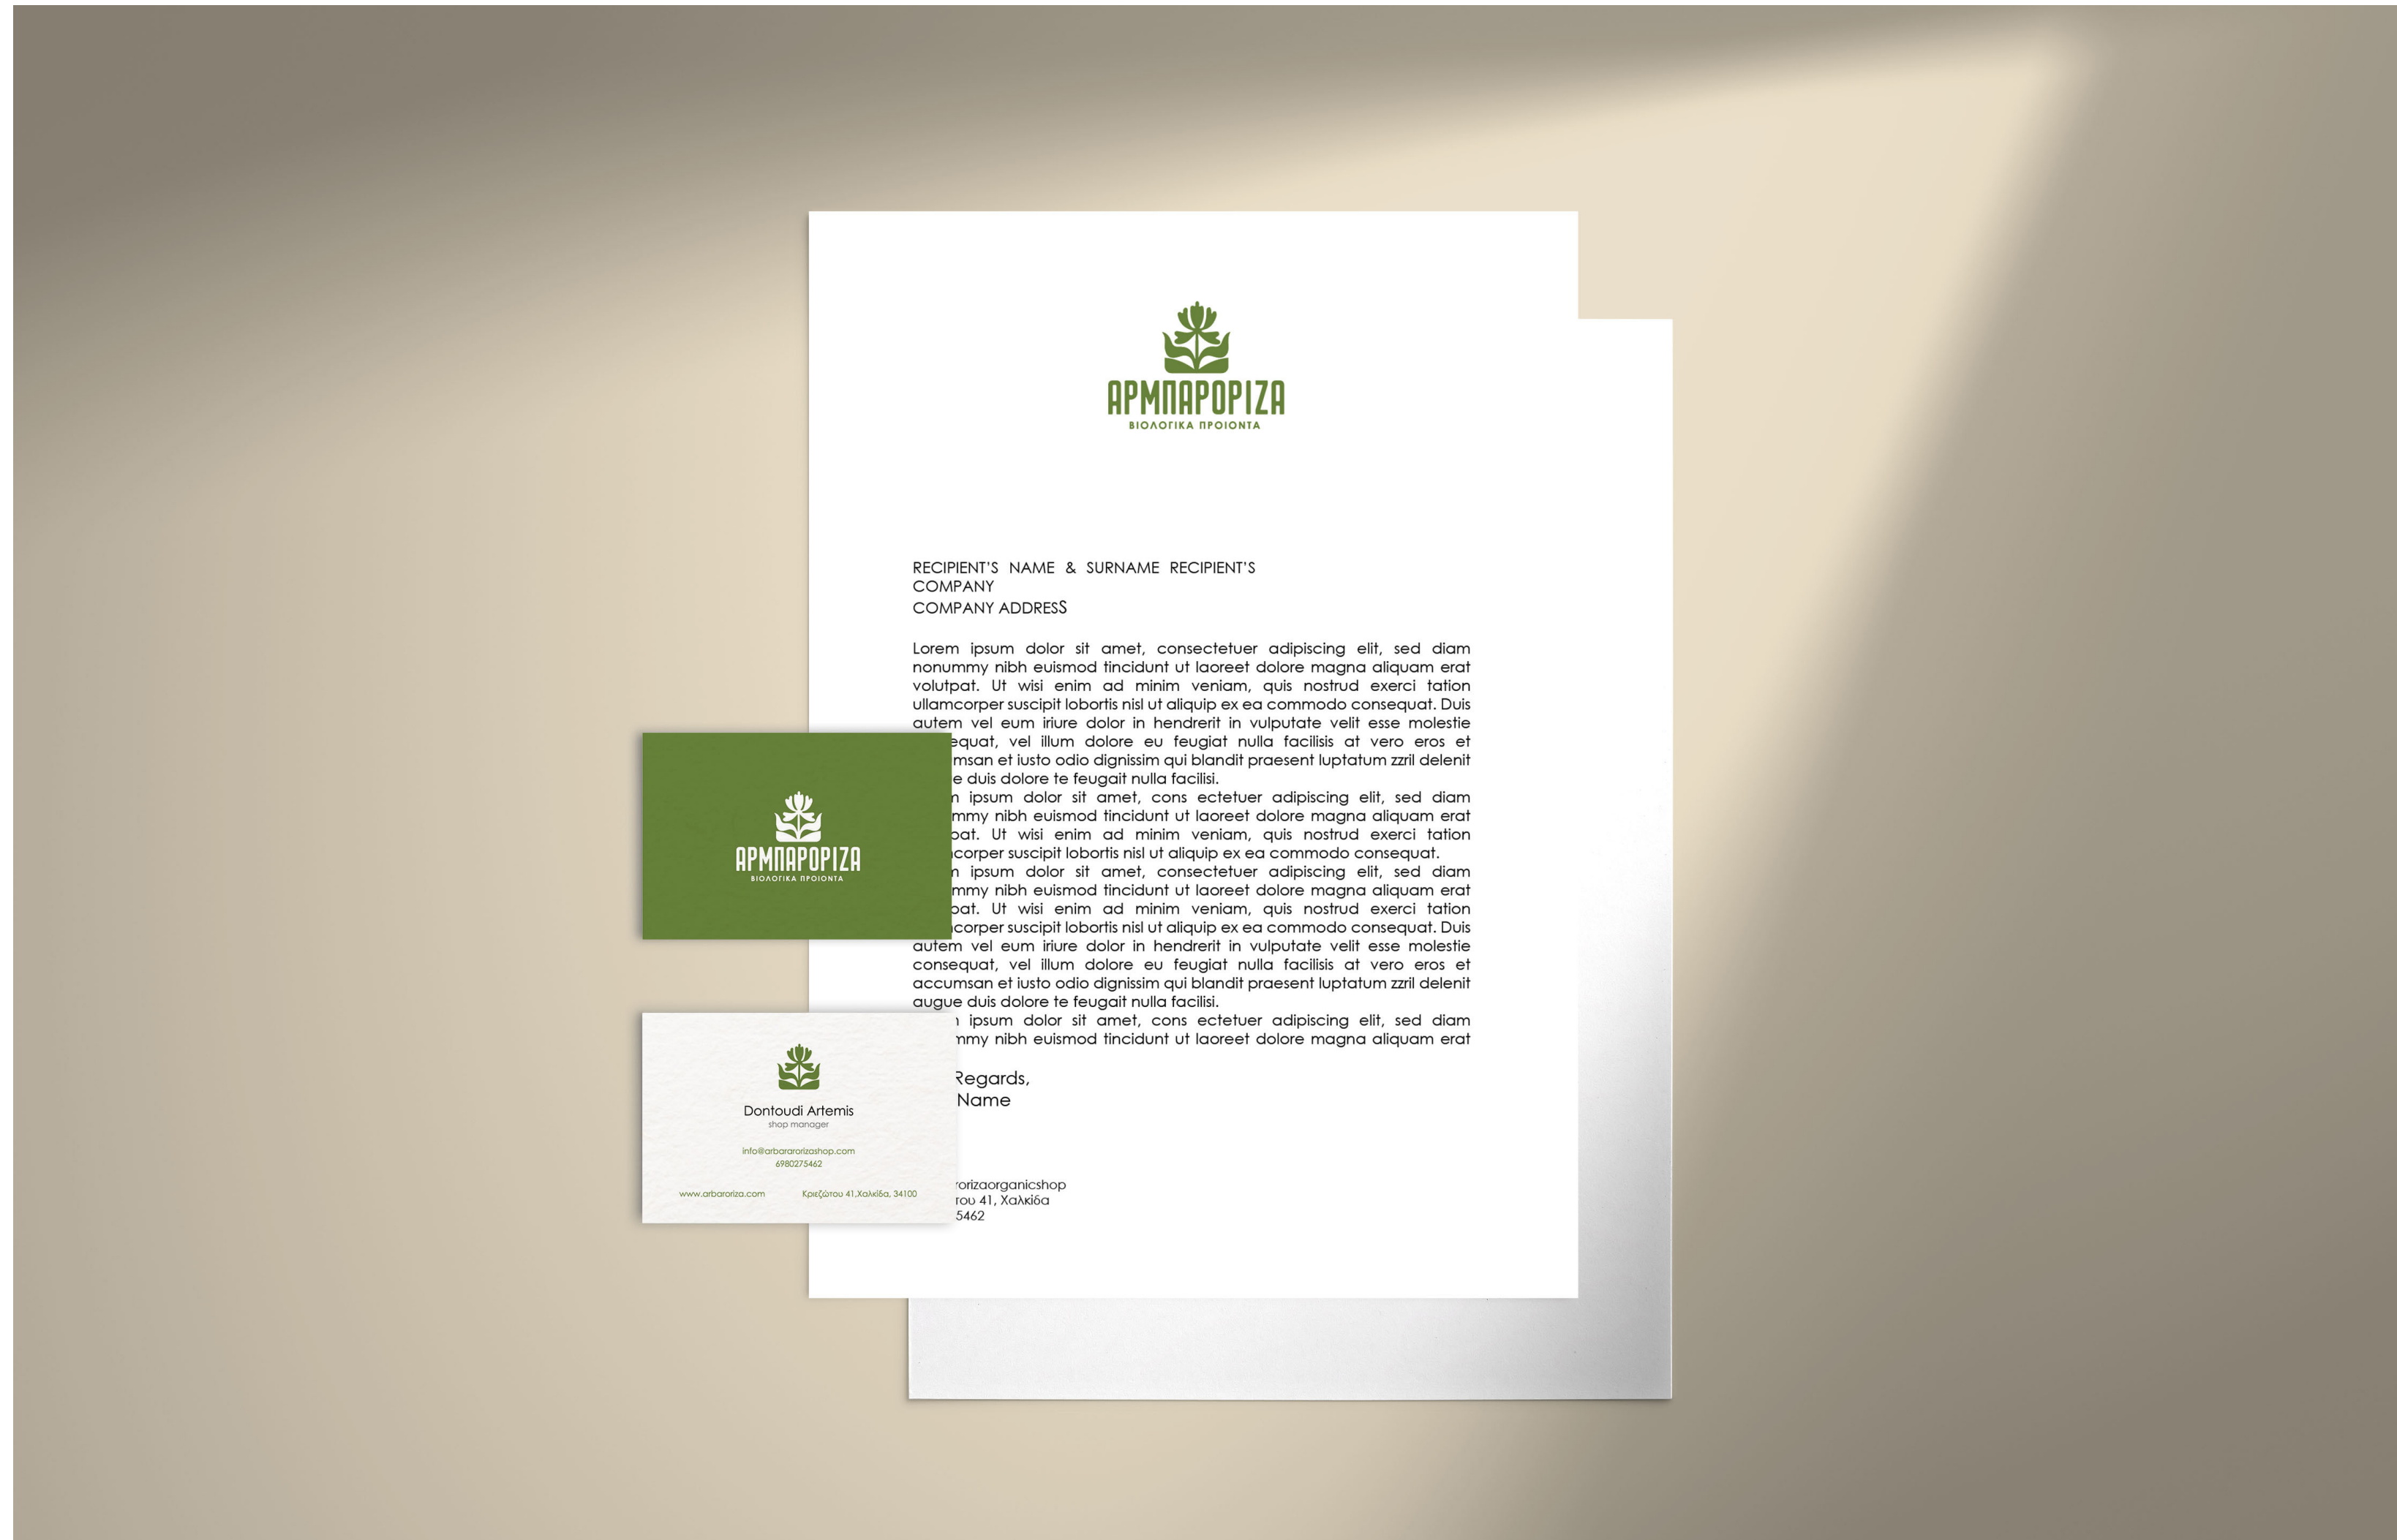 ΑΡΜΠΑΡΟΡΙΖΑ
ΒΙΟΛΟΓΙΚΑ ΠΡΟΙΟΝΤΑ
RECIPIENT'S NAME & SURNAME RECIPIENT'S
COMPANY
COMPANY ADDRESS
Lorem ipsum dolor sit amet, consectetuer adipiscing elit, sed diam
nonummy nibh euismod tincidunt ut laoreet dolore magna aliquam erat
volutpat. Ut wisi enim ad minim veniam, quis nostrud exerci tation
ullamcorper suscipit lobortis nisl ut aliquip ex ea commodo consequat. Duis
autem vel eum iriure dolor in hendrerit in vulputate velit esse molestie
vel illum dolore eu feugiat nulla facilisis at vero eros et
et iusto odio dignissim qui blandit praesent luptatum zzril delenit
duis dolore te feugait nulla facilisi.
ipsum dolor sit amet, cons ectetuer adipiscing elit, sed diam
nibh euismod tincidunt ut laoreet dolore magna aliquam erat
Ut wisi enim ad minim veniam, quis nostrud exerci tation
suscipit lobortis nisl ut aliquip ex ea commodo consequat.
ipsum dolor sit amet, consectetuer adipiscing elit, sed diam
nibh euismod tincidunt ut laoreet dolore magna aliquam erat
Ut wisi enim ad minim veniam, quis nostrud exerci tation
suscipit lobortis nisl ut aliquip ex ea commodo consequat. Duis
autem vel eum iriure dolor in hendrerit in vulputate velit esse molestie
consequat, vel illum dolore eu feugiat nulla facilisis at vero eros et
accumsan et iusto odio dignissim qui blandit praesent luptatum zzril delenit
augue duis dolore te feugait nulla facilisi.
ipsum dolor sit amet, cons ectetuer adipiscing elit, sed diam
nibh euismod tincidunt ut laoreet dolore magna aliquam erat
Regards,
Name
rorizaorganicshop
του 41, Χαλκίδα
5462
ΑΡΜΠΑΡΟΡΙΖΑ
ΒΙΟΛΟΓΙΚΑ ΠΡΟΙΟΝΤΑ
Dontoudi Artemis
shop manager
info@arbararorizashop.com
6980275462
www.arbaroriza.com
Κριεζώτου 41,Χαλκίδα, 34100